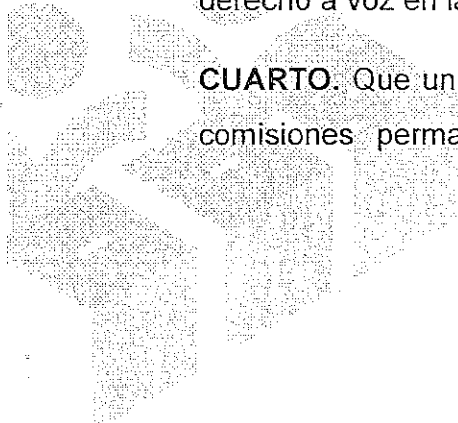 derecho a voz en la
CUARTO. Que un
comisiones perma